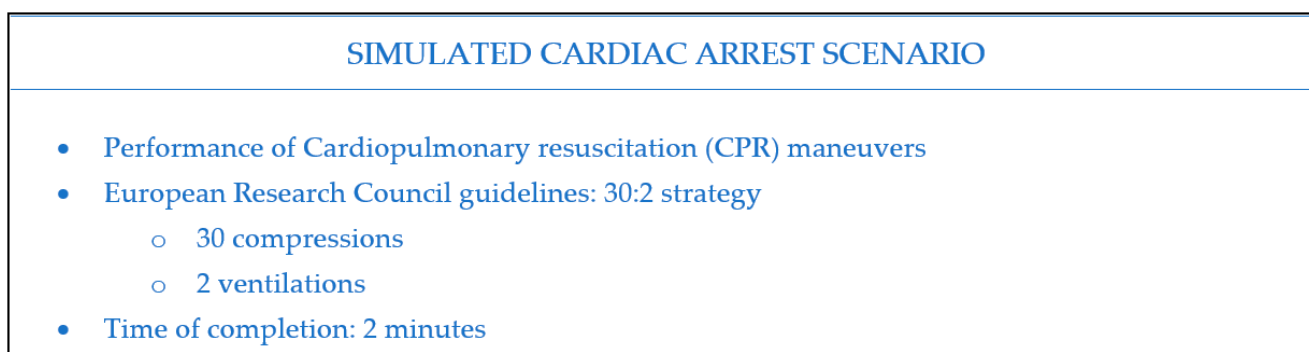 SIMULATED CARDIAC ARREST SCENARIO
• Performance of Cardiopulmonary resuscitation (CPR) maneuvers
• European Research Council guidelines: 30:2 strategy
o 30 compressions
o 2 ventilations
• Time of completion: 2 minutes